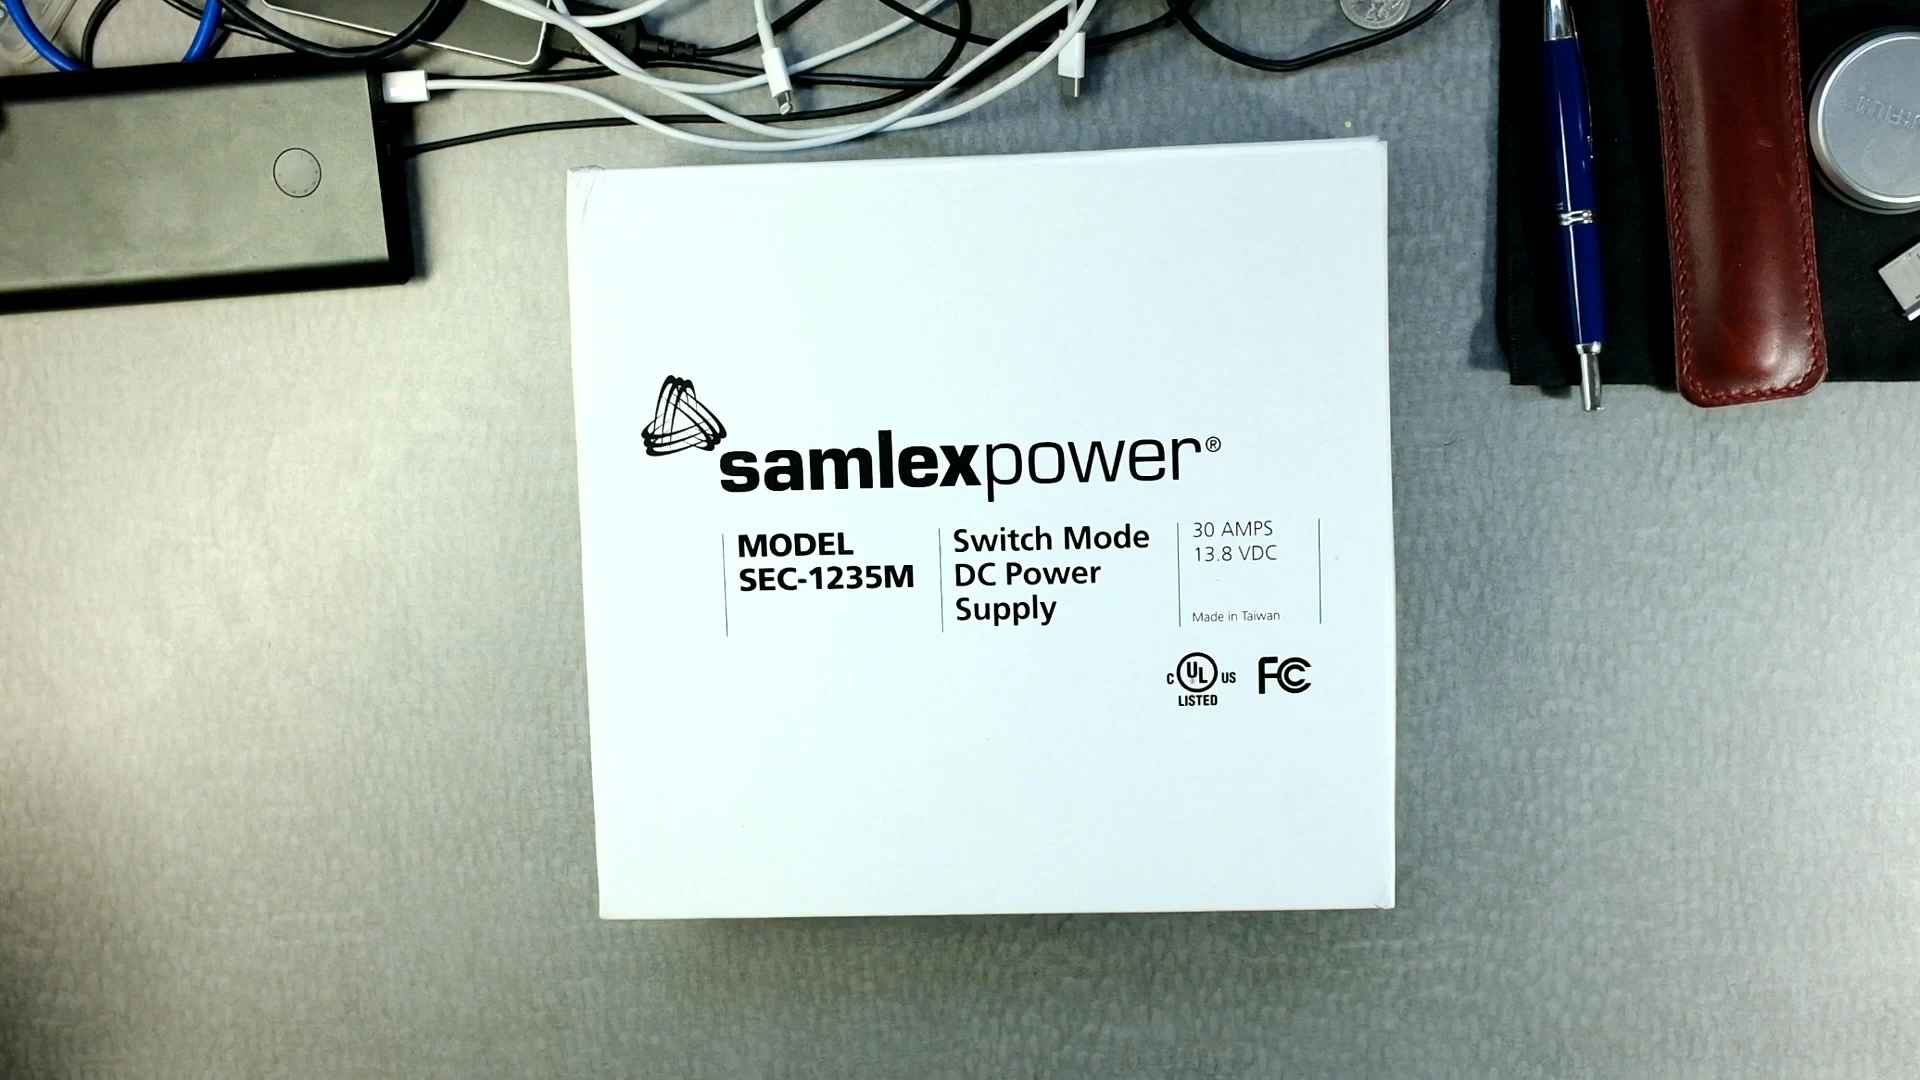 samlexpower®
MODEL
SEC-1235M
Switch Mode
DC Power
Supply
30 AMPS
13.8 VDC
Made in Taiwan
C UL US
LISTED
FC